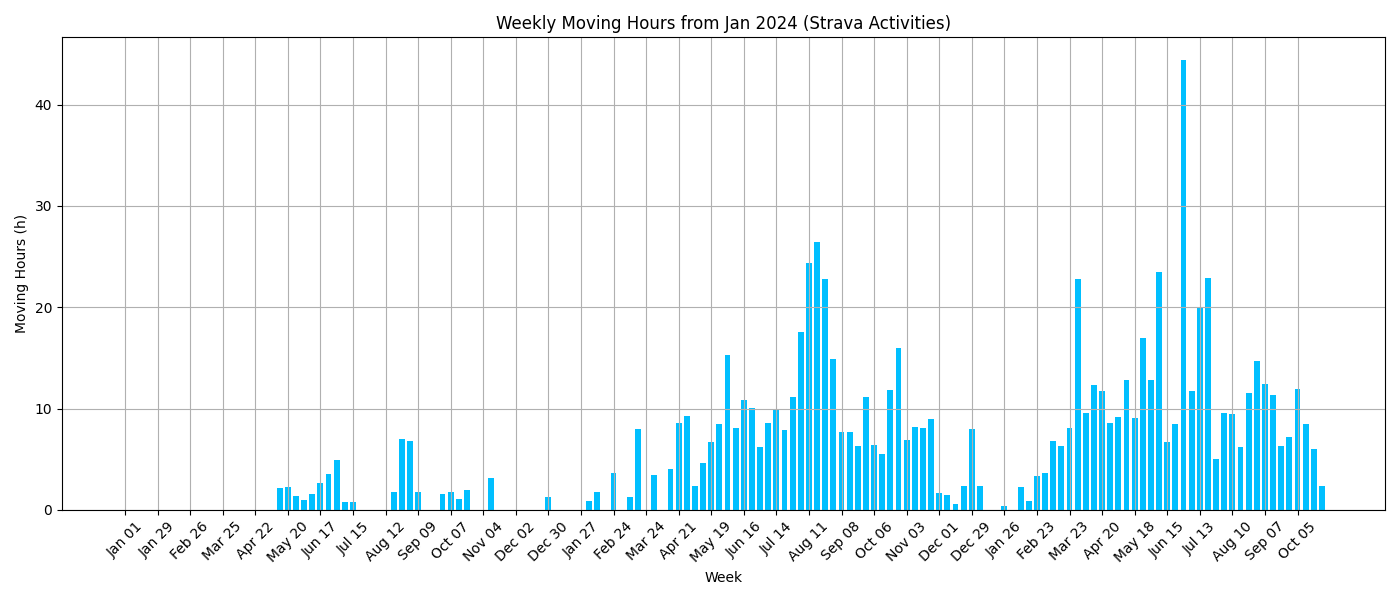 Weekly Moving Hours from Jan 2024 (Strava Activities)
Moving Hours (h)
40
30
20
10
0
Jan 01 Jan 29 Feb 26 Mar 25 Apr 22 May 20 Jun 17 Jul 15 Aug 12 Sep 09 Oct 07 Nov 04 Dec 02 Dec 30 Jan 27 Feb 24 Mar 24 Apr 21 May 19 Jun 16 Jul 14 Aug 11 Sep 08 Oct 06 Nov 03 Dec 01 Dec 29 Jan 26 Feb 23 Mar 23 Apr 20 May 18 Jun 15 Jul 13 Aug 10 Sep 07 Oct 05
Week